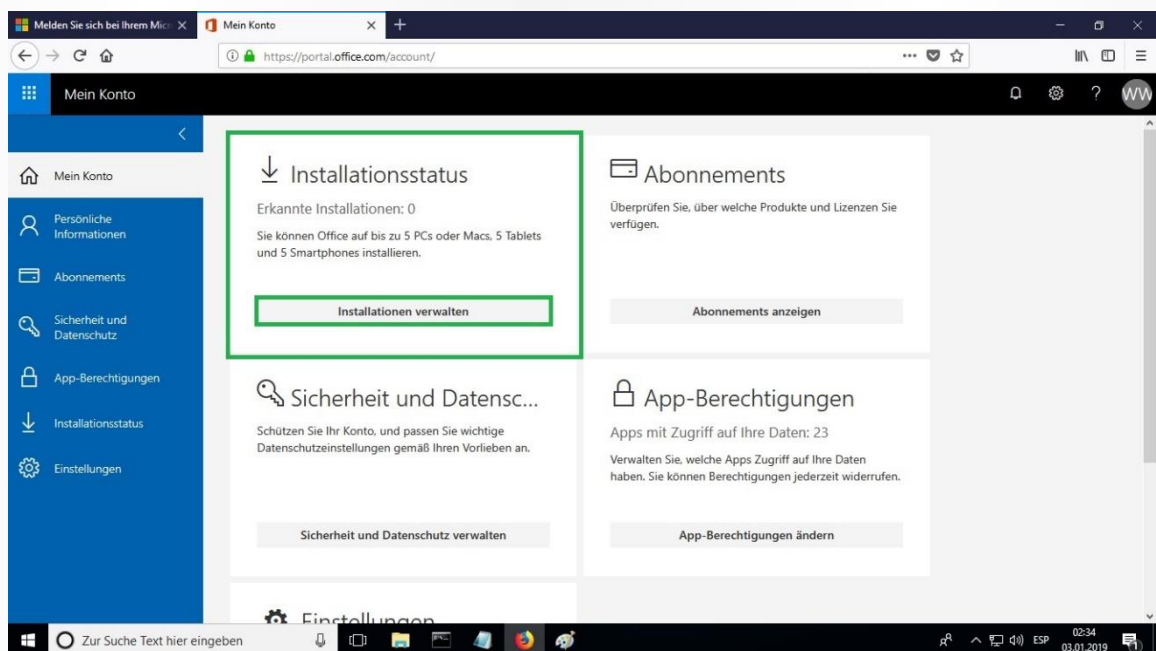 Melden Sie sich bei Ihrem Micr
Mein Konto
https://portal.office.com/account/
Mein Konto
?
WW
Mein Konto
Persönliche
Informationen
Abonnements
Sicherheit und
Datenschutz
App-Berechtigungen
Installationsstatus
Einstellungen
Installationsstatus
Erkannte Installationen: 0
Sie können Office auf bis zu 5 PCs oder Macs, 5 Tablets
und 5 Smartphones installieren.
Installationen verwalten
Abonnements
Überprüfen Sie, über welche Produkte und Lizenzen Sie
verfügen.
Abonnements anzeigen
Sicherheit und Datensc...
Schützen Sie Ihr Konto, und passen Sie wichtige
Datenschutzeinstellungen gemäß Ihren Vorlieben an.
Sicherheit und Datenschutz verwalten
App-Berechtigungen
Apps mit Zugriff auf Ihre Daten: 23
Verwalten Sie, welche Apps Zugriff auf Ihre Daten
haben. Sie können Berechtigungen jederzeit widerrufen.
App-Berechtigungen ändern
Einstellungen
Zur Suche Text hier eingeben
ESP
02:34
03.01.2019